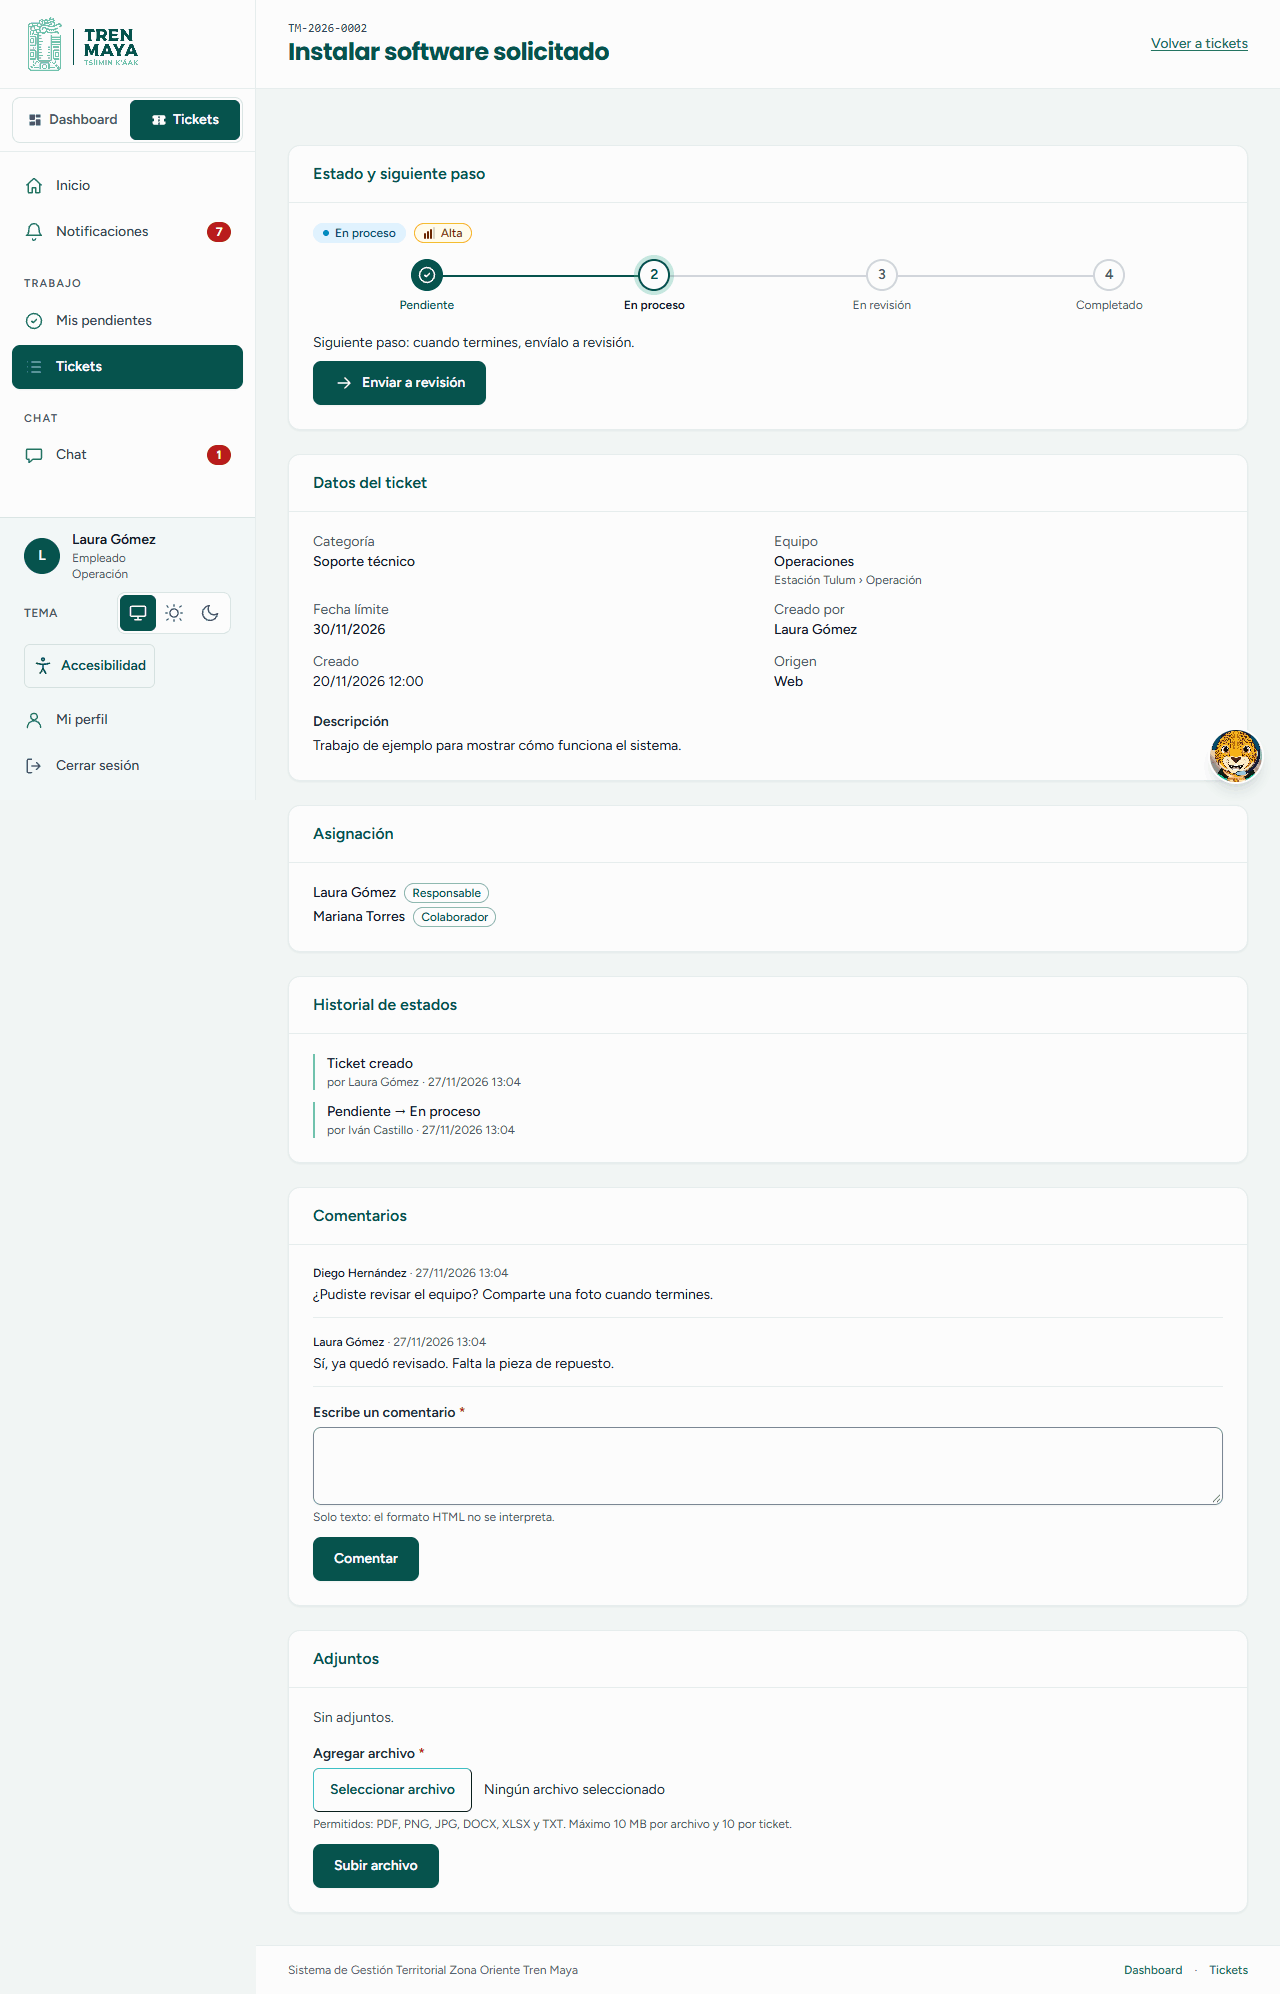 TREN
MAYA
TSÍIMIN K'ÁAK
Dashboard
Tickets
Inicio
Notificaciones
7
TRABAJO
Mis pendientes
Tickets
CHAT
Chat
1
L
Laura Gómez
Empleado
Operación
TEMA
Accesibilidad
Mi perfil
Cerrar sesión
TM-2026-0002
Instalar software solicitado
Volver a tickets
Estado y siguiente paso
En proceso
Alta
2
3
4
Pendiente
En proceso
En revisión
Completado
Siguiente paso: cuando termines, envíalo a revisión.
Enviar a revisión
Datos del ticket
Categoría
Soporte técnico
Equipo
Operaciones
Estación Tulum › Operación
Fecha límite
30/11/2026
Creado por
Laura Gómez
Creado
20/11/2026 12:00
Origen
Web
Descripción
Trabajo de ejemplo para mostrar cómo funciona el sistema.
Asignación
Laura Gómez Responsable
Mariana Torres Colaborador
Historial de estados
Ticket creado
por Laura Gómez · 27/11/2026 13:04
Pendiente → En proceso
por Iván Castillo · 27/11/2026 13:04
Comentarios
Diego Hernández · 27/11/2026 13:04
¿Pudiste revisar el equipo? Comparte una foto cuando termines.
Laura Gómez · 27/11/2026 13:04
Sí, ya quedó revisado. Falta la pieza de repuesto.
Escribe un comentario *
Solo texto: el formato HTML no se interpreta.
Comentar
Adjuntos
Sin adjuntos.
Agregar archivo *
Seleccionar archivo Ningún archivo seleccionado
Permitidos: PDF, PNG, JPG, DOCX, XLSX y TXT. Máximo 10 MB por archivo y 10 por ticket.
Subir archivo
Sistema de Gestión Territorial Zona Oriente Tren Maya
Dashboard · Tickets